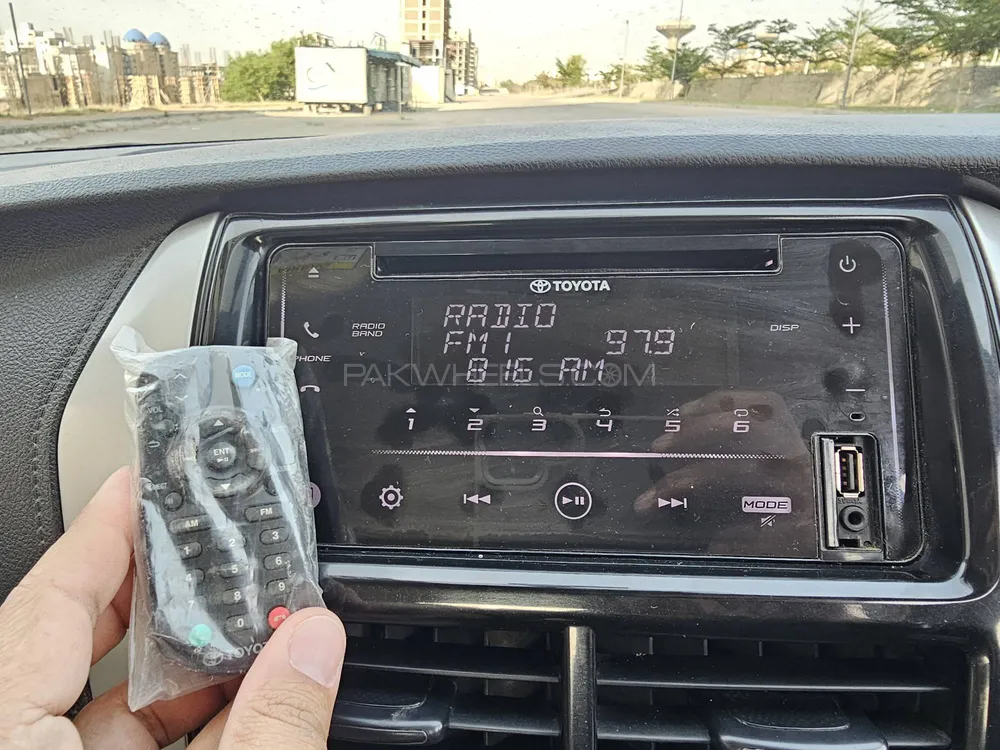 TOYOTA
RADIO
RADIO BAND
FM1 97.9
DISP
PHONE
8:16 AM
PAKWHEELS.COM
1 2 3 4 5 6
MODE
MODE
VOL
ENT
AM FM
1 2 3
4 5 6
7 8 9
0
TOYOTA